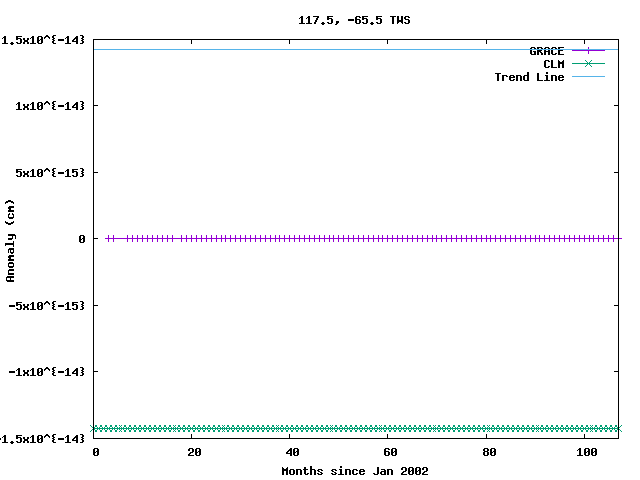 117.5, -65.5 TWS
1.5x10^{-14}
1x10^{-14}
5x10^{-15}
0
-5x10^{-15}
-1x10^{-14}
-1.5x10^{-14}
Anomaly (cm)
GRACE
CLM
Trend Line
0 20 40 60 80 100
Months since Jan 2002